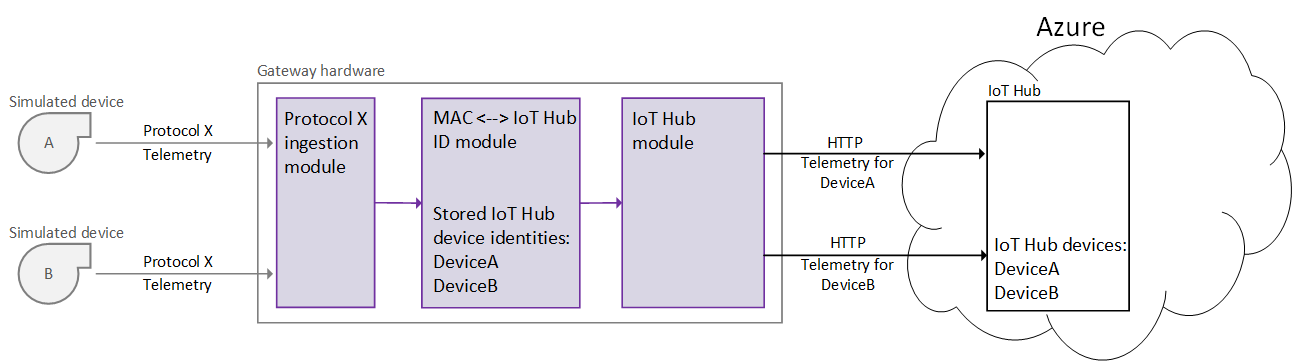 Azure
Gateway hardware
IoT Hub
Simulated device
A
Protocol X
Telemetry
Protocol X
ingestion
module
MAC <--> IoT Hub
ID module
IoT Hub
module
HTTP
Telemetry for
DeviceA
Simulated device
B
Protocol X
Telemetry
Stored IoT Hub
device identities:
DeviceA
DeviceB
HTTP
Telemetry for
DeviceB
IoT Hub devices:
DeviceA
DeviceB